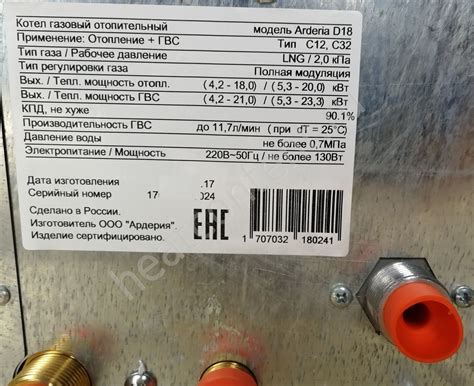 Котел газовый отопительный модель Arderia D18
Применение: Отопление + ГВС Тип C12, C32
Тип газа / Рабочее давление LNG / 2,0 кПа
Тип регулировки газа Полная модуляция
Вых. / Тепл. мощность отопл. (4,2 - 18,0) / (5,3 - 20,0) кВт
Вых. / Тепл. мощность ГВС (4,2 - 21,0) / (5,3 - 23,3) кВт
КПД, не хуже 90.1%
Производительность ГВС до 11,7л/мин (при dT = 25°C)
Давление воды не более 0,7МПа
Электропитание / Мощность 220В~50Гц / не более 130Вт
Дата изготовления .17
Серийный номер 17 024
Сделано в России.
Изготовитель ООО "Ардерия".
Изделие сертифицировано.
EAC
1 707032 180241